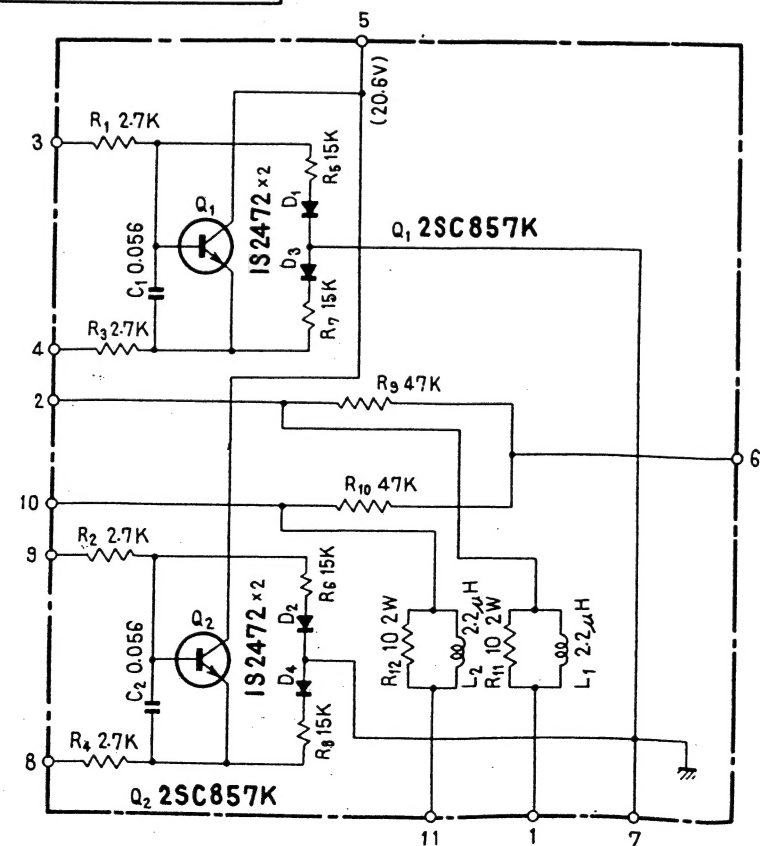 5
(20.6V)
3
R1 2.7K
R5 15K
Q1
IS2472×2
D1
Q1 2SC857K
C1 0.056
D3
R7 15K
R3 2.7K
4
2
R9 47K
6
R10 47K
10
R2 2.7K
9
R6 15K
Q2
IS2472×2
D2
C2 0.056
D4
R8 15K
R12 10 2W
L2 2.2μH
R11 10 2W
L1 2.2μH
R4 2.7K
8
Q2 2SC857K
11
1
7